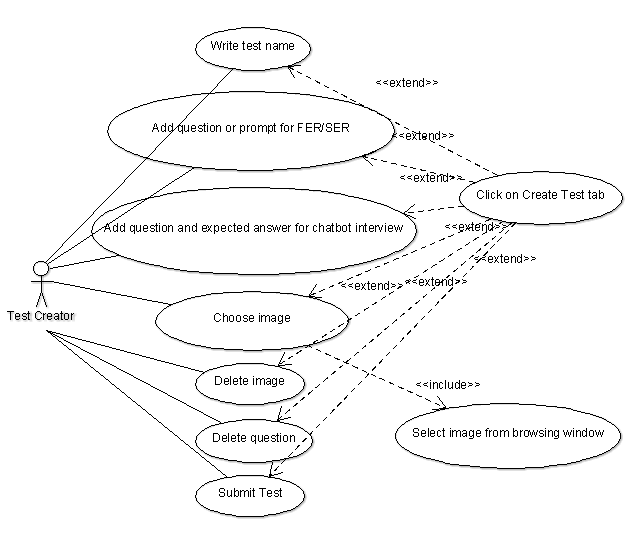 Write test name
<<extend>>
Add question or prompt for FER/SER
<<extend>>
<<extend>>
Click on Create Test tab
Add question and expected answer for chatbot interview
<<extend>>
<<extend>>
Test Creator
Choose image
<<extend>>
<<extend>>
Delete image
<<include>>
Delete question
Select image from browsing window
Submit Test